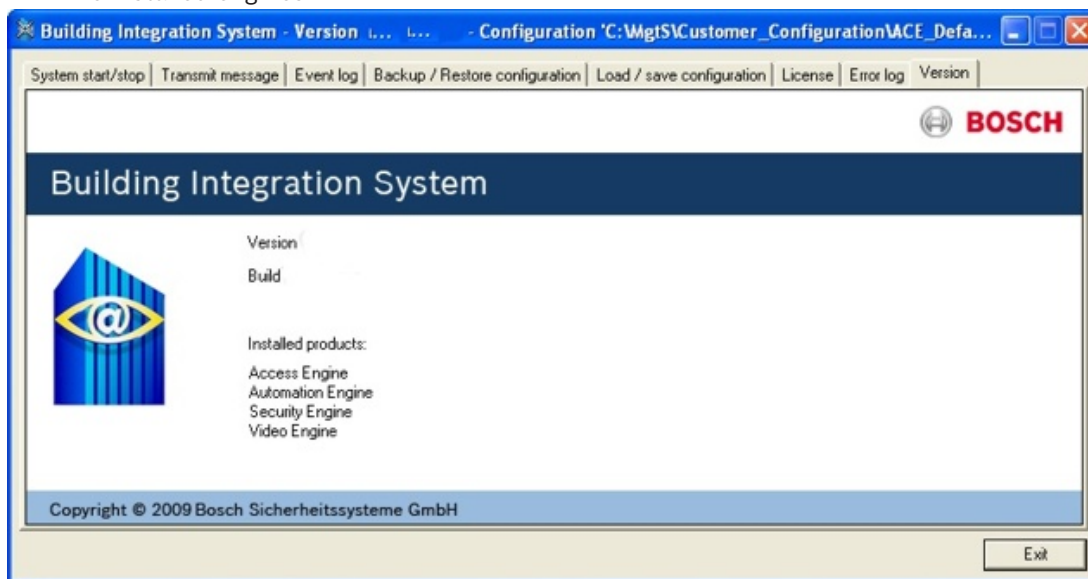 Building Integration System - Version - Configuration 'C:\MgtS\Customer_Configuration\ACE_Defa...
System start/stop Transmit message Event log Backup / Restore configuration Load / save configuration License Error log Version
BOSCH
Building Integration System
Version
Build
Installed products:
Access Engine
Automation Engine
Security Engine
Video Engine
Copyright © 2009 Bosch Sicherheitssysteme GmbH
Exit